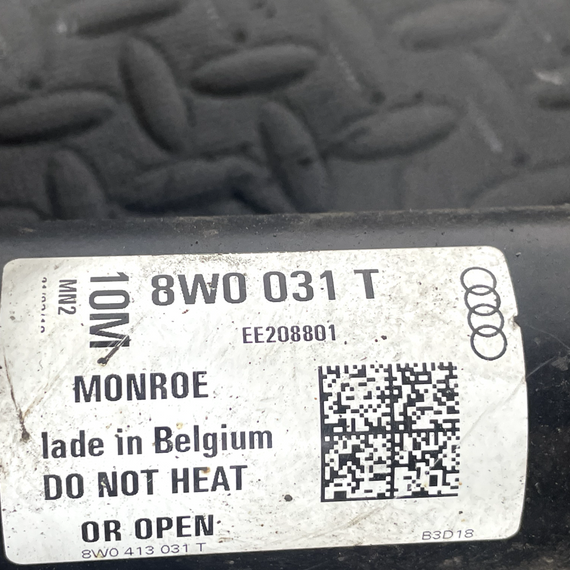 8W0 031 T
10M
MN2
EE208801
MONROE
lade in Belgium
DO NOT HEAT
OR OPEN
8W0 413 031 T
B3D18